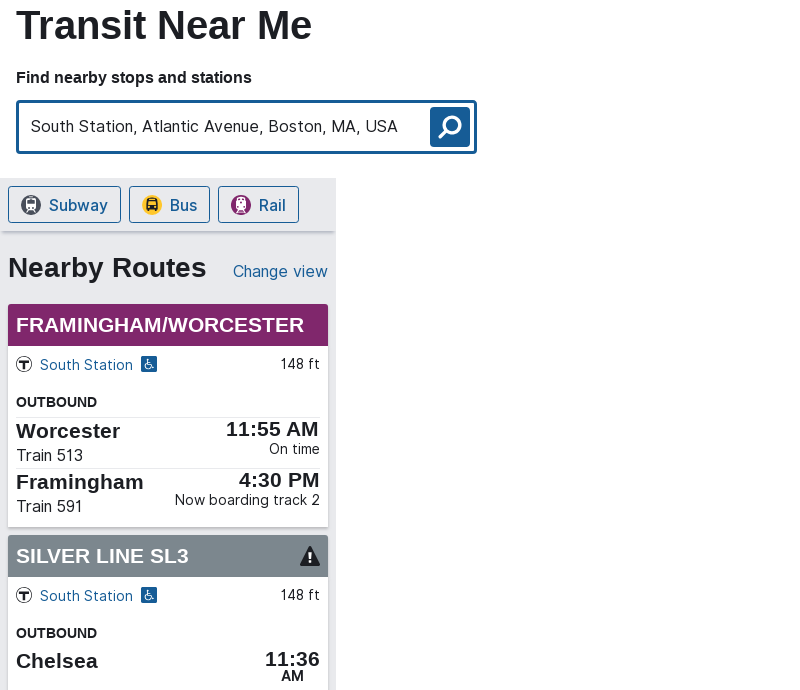 Transit Near Me
Find nearby stops and stations
South Station, Atlantic Avenue, Boston, MA, USA
Subway Bus Rail
Nearby Routes Change view
FRAMINGHAM/WORCESTER
T South Station 148 ft
OUTBOUND
Worcester 11:55 AM
Train 513 On time
Framingham 4:30 PM
Train 591 Now boarding track 2
SILVER LINE SL3
T South Station 148 ft
OUTBOUND
Chelsea 11:36
AM